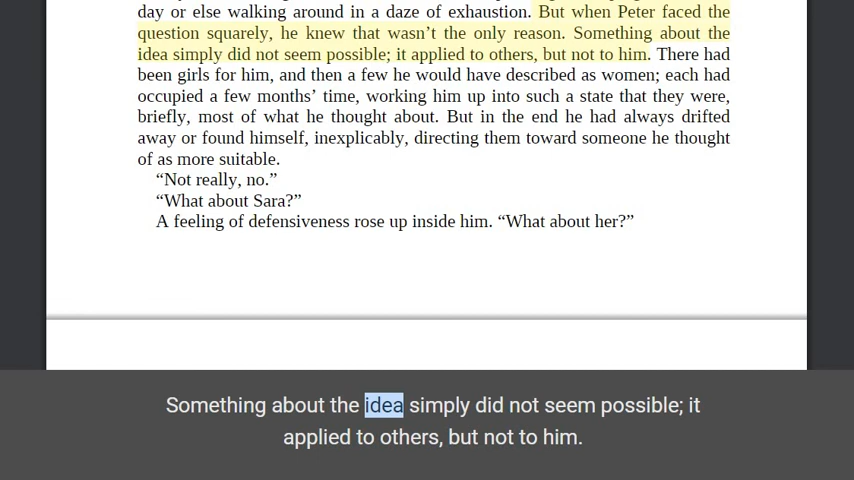 day or else walking around in a daze of exhaustion. But when Peter faced the
question squarely, he knew that wasn’t the only reason. Something about the
idea simply did not seem possible; it applied to others, but not to him. There had
been girls for him, and then a few he would have described as women; each had
occupied a few months’ time, working him up into such a state that they were,
briefly, most of what he thought about. But in the end he had always drifted
away or found himself, inexplicably, directing them toward someone he thought
of as more suitable.
“Not really, no.”
“What about Sara?”
A feeling of defensiveness rose up inside him. “What about her?”
Something about the idea simply did not seem possible; it
applied to others, but not to him.